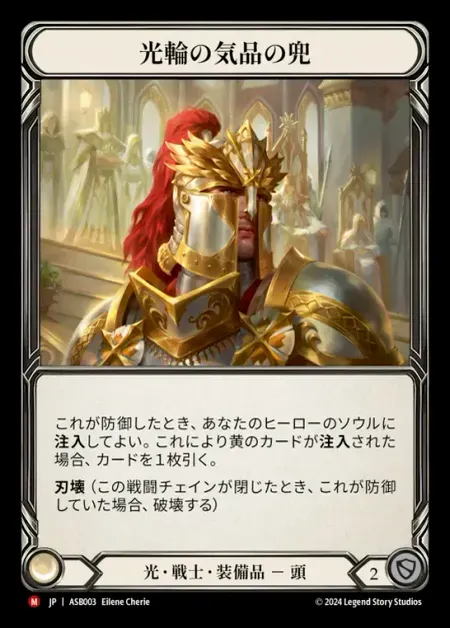 光輪の気品の兜
これが防御したとき、あなたのヒーローのソウルに
注入してよい。これにより黄のカードが注入された
場合、カードを1枚引く。
刃壊（この戦闘チェインが閉じたとき、これが防御
していた場合、破壊する）
光・戦士・装備品 － 頭
2
M | JP | ASB003 Eilene Cherie
© 2024 Legend Story Studios